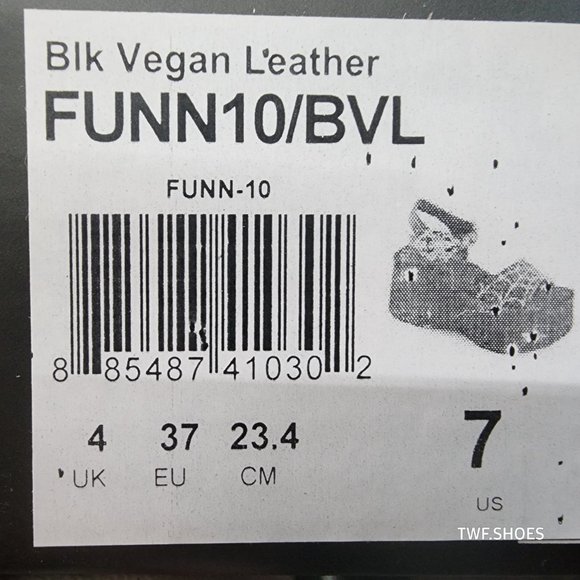 Blk Vegan Leather
FUNN10/BVL
FUNN-10
8 85487 41030 2
4 37 23.4 7
UK EU CM US
TWF.SHOES